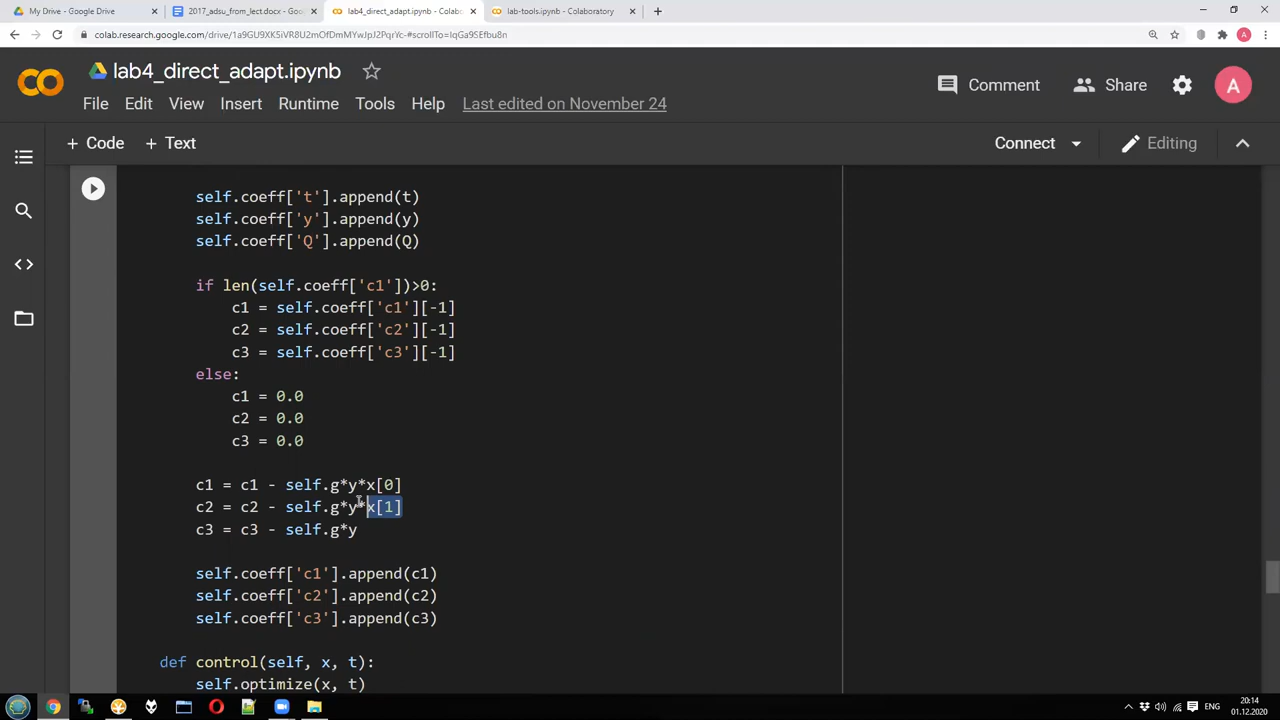 My Drive - Google Drive
2017_adsu_from_lect.docx - Goo
lab4_direct_adapt.ipynb - Colabo
lab-tools.ipynb - Colaboratory
colab.research.google.com/drive/1a9GU9XK5iVR8U2mOfDmMYwJpJ2PqrYc-#scrollTo=IqGa9SEfbu9n
lab4_direct_adapt.ipynb
Comment
Share
A
File Edit View Insert Runtime Tools Help Last edited on November 24
+ Code + Text
Connect
Editing
self.coeff['t'].append(t)
self.coeff['y'].append(y)
self.coeff['Q'].append(Q)
if len(self.coeff['c1'])>0:
c1 = self.coeff['c1'][-1]
c2 = self.coeff['c2'][-1]
c3 = self.coeff['c3'][-1]
else:
c1 = 0.0
c2 = 0.0
c3 = 0.0
c1 = c1 - self.g*y*x[0]
c2 = c2 - self.g*y*x[1]
c3 = c3 - self.g*y
self.coeff['c1'].append(c1)
self.coeff['c2'].append(c2)
self.coeff['c3'].append(c3)
def control(self, x, t):
self.optimize(x, t)
ENG
20:14
01.12.2020